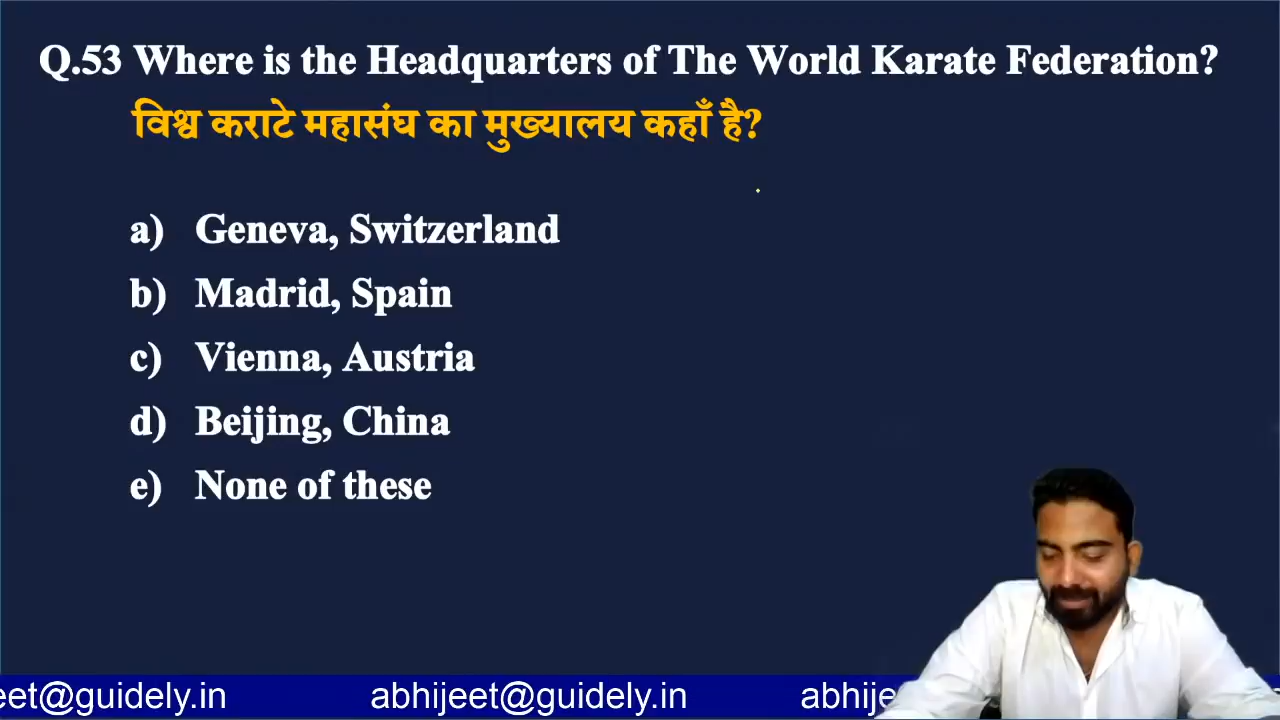 Q.53 Where is the Headquarters of The World Karate Federation?
विश्व कराटे महासंघ का मुख्यालय कहाँ है?
a) Geneva, Switzerland
b) Madrid, Spain
c) Vienna, Austria
d) Beijing, China
e) None of these
eet@guidely.in abhijeet@guidely.in abhije